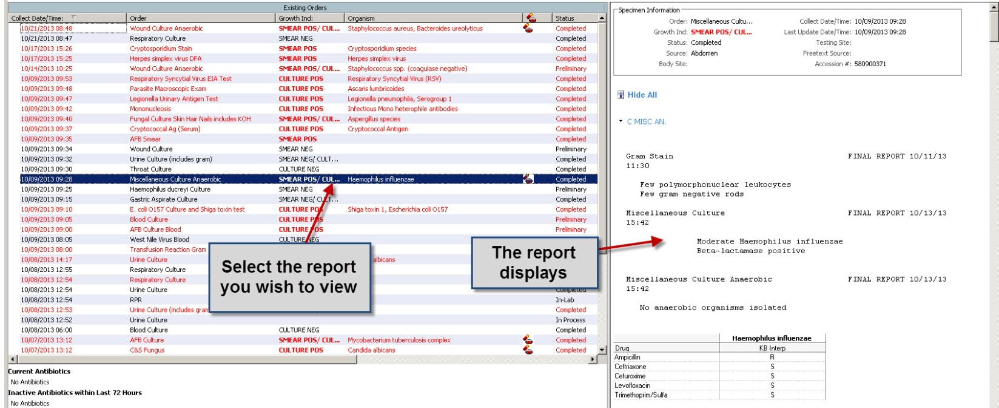 Existing Orders
Collect Date/Time: Order Growth Ind: Organism Status
10/21/2013 08:48 Wound Culture Anaerobic SMEAR POS/ CUL... Staphylococcus aureus, Bacteroides ureolyticus Completed
10/21/2013 08:47 Respiratory Culture SMEAR NEG Completed
10/17/2013 15:26 Cryptosporidium Stain SMEAR POS Cryptosporidium species Completed
10/17/2013 15:25 Herpes simplex virus DFA SMEAR POS Herpes simplex virus Completed
10/14/2013 10:25 Wound Culture Anaerobic SMEAR POS/ CUL... Staphylococcus spp. (coagulase negative) Preliminary
10/09/2013 09:53 Respiratory Syncytial Virus EIA Test CULTURE POS Respiratory Syncytial Virus (RSV) Completed
10/09/2013 09:48 Parasite Macroscopic Exam CULTURE POS Ascaris lumbricoides Completed
10/09/2013 09:47 Legionella Urinary Antigen Test CULTURE POS Legionella pneumophila, Serogroup 1 Completed
10/09/2013 09:42 Mononucleosis CULTURE POS Infectious Mono heterophile antibodies Completed
10/09/2013 09:40 Fungal Culture Skin Hair Nails includes KOH SMEAR POS/ CUL... Aspergillus species Completed
10/09/2013 09:37 Cryptococcal Ag (Serum) CULTURE POS Cryptococcal Antigen Completed
10/09/2013 09:35 AFB Smear SMEAR POS Completed
10/09/2013 09:34 Wound Culture SMEAR NEG Preliminary
10/09/2013 09:32 Urine Culture (includes gram) SMEAR NEG/ CULT... Completed
10/09/2013 09:30 Throat Culture CULTURE NEG Completed
10/09/2013 09:28 Miscellaneous Culture Anaerobic SMEAR POS/ CUL... Haemophilus influenzae Completed
10/09/2013 09:25 Haemophilus ducreyi Culture SMEAR NEG Preliminary
10/09/2013 09:15 Gastric Aspirate Culture SMEAR NEG/ CULT... Completed
10/09/2013 09:10 E. coli O157 Culture and Shiga toxin test CULTURE POS Shiga toxin 1, Escherichia coli O157 Completed
10/09/2013 09:05 Blood Culture CULTURE POS Preliminary
10/09/2013 09:00 AFB Culture Blood CULTURE POS Preliminary
10/09/2013 08:05 West Nile Virus Blood CULTURE NEG
10/09/2013 08:00 Transfusion Reaction Gram
10/08/2013 14:17 Urine Culture albicans
10/08/2013 12:55 Respiratory Culture
10/08/2013 12:54 Respiratory Culture
10/08/2013 12:54 Urine Culture Completed
10/08/2013 12:54 RPR In-Lab
10/08/2013 12:53 Urine Culture (includes gram Completed
10/08/2013 12:52 Urine Culture In Process
10/08/2013 06:00 Blood Culture CULTURE NEG Completed
10/07/2013 13:12 AFB Culture SMEAR POS/ CUL... Mycobacterium tuberculosis complex Completed
10/07/2013 13:12 C&S Fungus CULTURE POS Candida albicans Completed
Select the report
you wish to view
The report
displays
Current Antibiotics
No Antibiotics
Inactive Antibiotics within Last 72 Hours
No Antibiotics
Specimen Information
Order: Miscellaneous Cultu... Collect Date/Time: 10/09/2013 09:28
Growth Ind: SMEAR POS/ CUL... Last Update Date/Time: 10/09/2013 09:28
Status: Completed Testing Site:
Source: Abdomen Freetext Source:
Body Site: Accession #: 580900371
Hide All
C MISC AN.
Gram Stain FINAL REPORT 10/11/13
11:30
Few polymorphonuclear leukocytes
Few gram negative rods
Miscellaneous Culture FINAL REPORT 10/13/13
15:42
Moderate Haemophilus influenzae
Beta-lactamase positive
Miscellaneous Culture Anaerobic FINAL REPORT 10/13/13
15:42
No anaerobic organisms isolated
Haemophilus influenzae
Drug KB Interp
Ampicillin R
Ceftriaxone S
Cefuroxime S
Levofloxacin S
Trimethoprim/Sulfa S